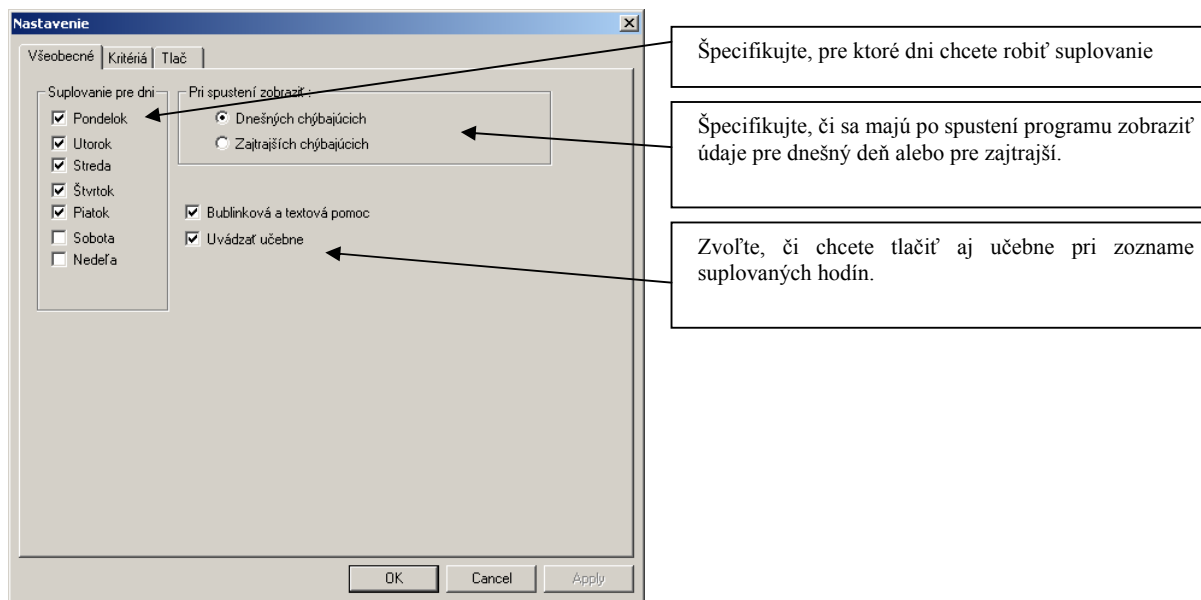 Nastavenie
Všeobecné Kritériá Tlač
Suplovanie pre dni
Pondelok
Utorok
Streda
Štvrtok
Piatok
Sobota
Nedeľa
Pri spustení zobraziť :
Dnešných chýbajúcich
Zajtrajších chýbajúcich
Bublinková a textová pomoc
Uvádzať učebne
OK Cancel Apply
Špecifikujte, pre ktoré dni chcete robiť suplovanie
Špecifikujte, či sa majú po spustení programu zobraziť
údaje pre dnešný deň alebo pre zajtrajší.
Zvoľte, či chcete tlačiť aj učebne pri zozname
suplovaných hodín.